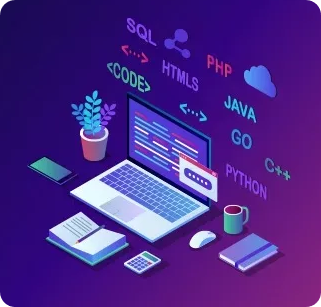 SQL
<···>
PHP
HTML5
<CODE>
<···>
JAVA
GO
C++
PYTHON